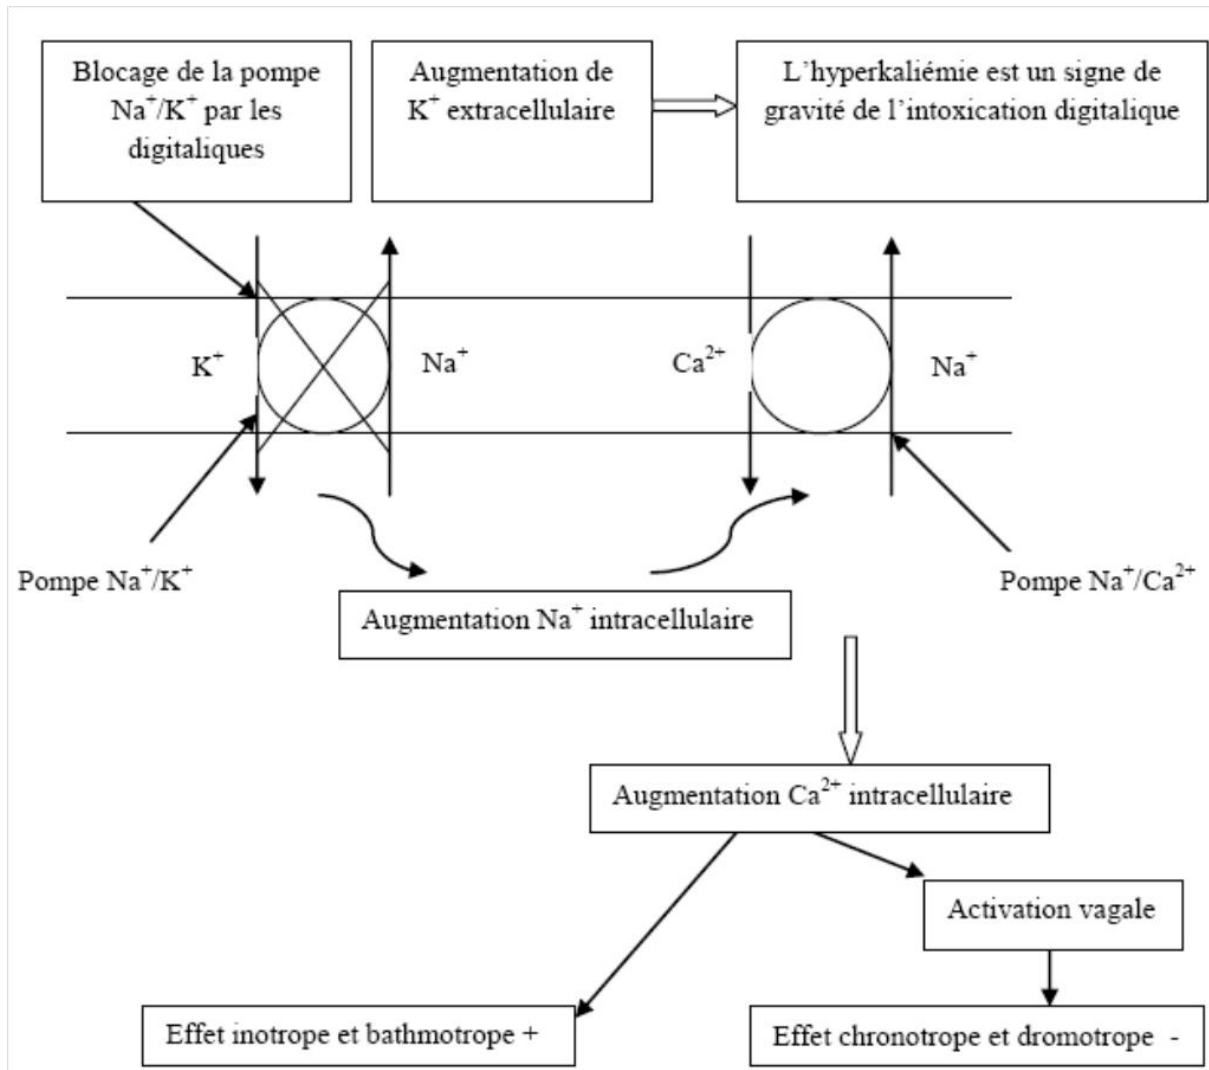 Blocage de la pompe
Na⁺/K⁺ par les
digitaliques
Augmentation de
K⁺ extracellulaire
L'hyperkaliémie est un signe de
gravité de l'intoxication digitalique
K⁺
Na⁺
Ca²⁺
Na⁺
Pompe Na⁺/K⁺
Pompe Na⁺/Ca²⁺
Augmentation Na⁺ intracellulaire
Augmentation Ca²⁺ intracellulaire
Activation vagale
Effet inotrope et bathmotrope +
Effet chronotrope et dromotrope -